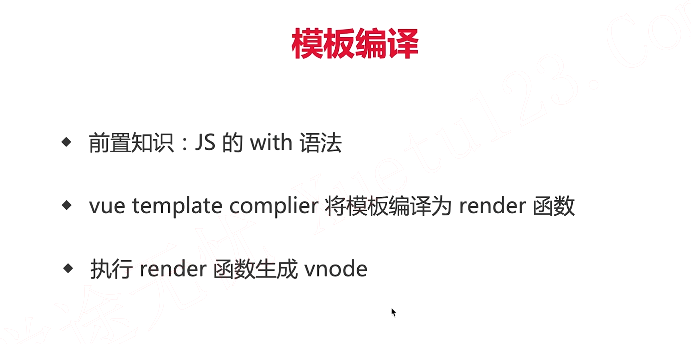 模板编译
前置知识：JS 的 with 语法
vue template complier 将模板编译为 render 函数
执行 render 函数生成 vnode